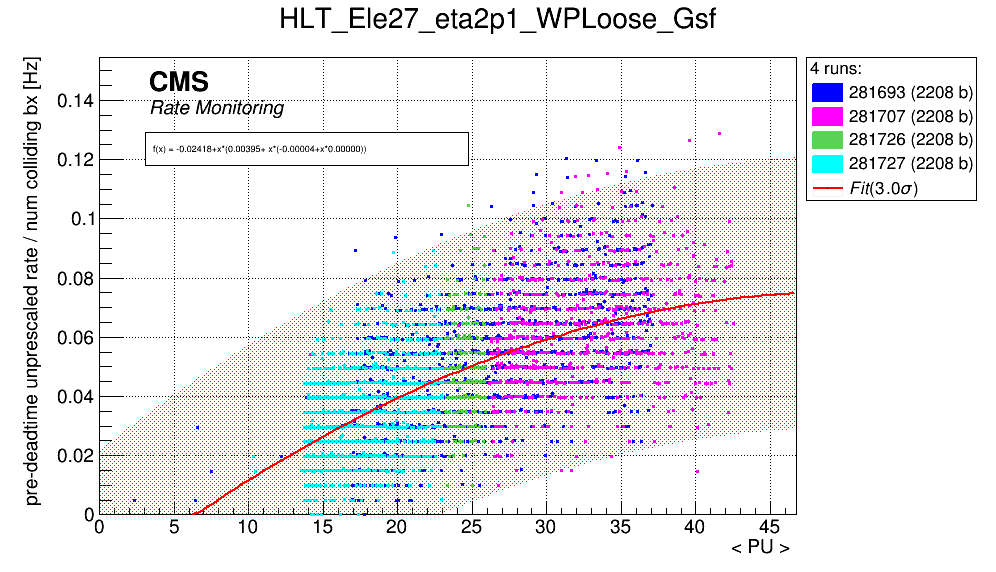 HLT_Ele27_eta2p1_WPLoose_Gsf
pre-deadtime unprescaled rate / num colliding bx [Hz]
CMS
Rate Monitoring
f(x) = -0.02418+x*(0.00395+ x*(-0.00004+x*0.00000))
0.14
0.12
0.1
0.08
0.06
0.04
0.02
0
0 5 10 15 20 25 30 35 40 45
< PU >
4 runs:
281693 (2208 b)
281707 (2208 b)
281726 (2208 b)
281727 (2208 b)
Fit(3.0σ)